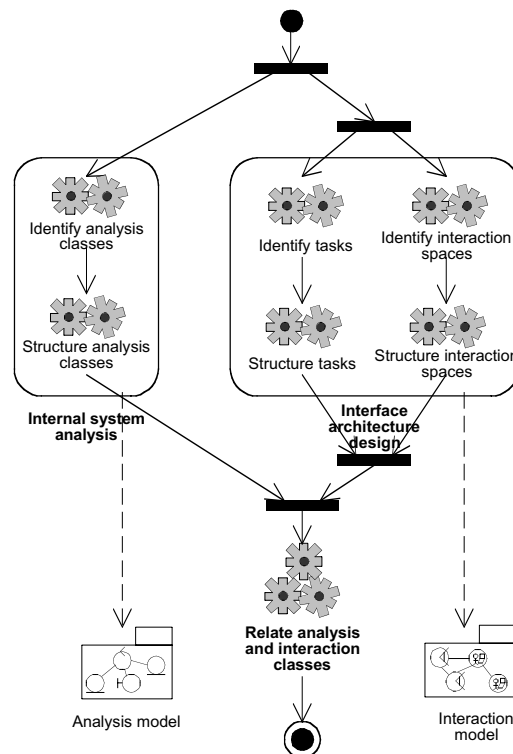 Identify analysis
classes
Identify tasks
Identify interaction
spaces
Structure analysis
classes
Structure tasks
Structure interaction
spaces
Internal system
analysis
Interface
architecture
design
Relate analysis
and interaction
classes
Analysis model
Interaction
model